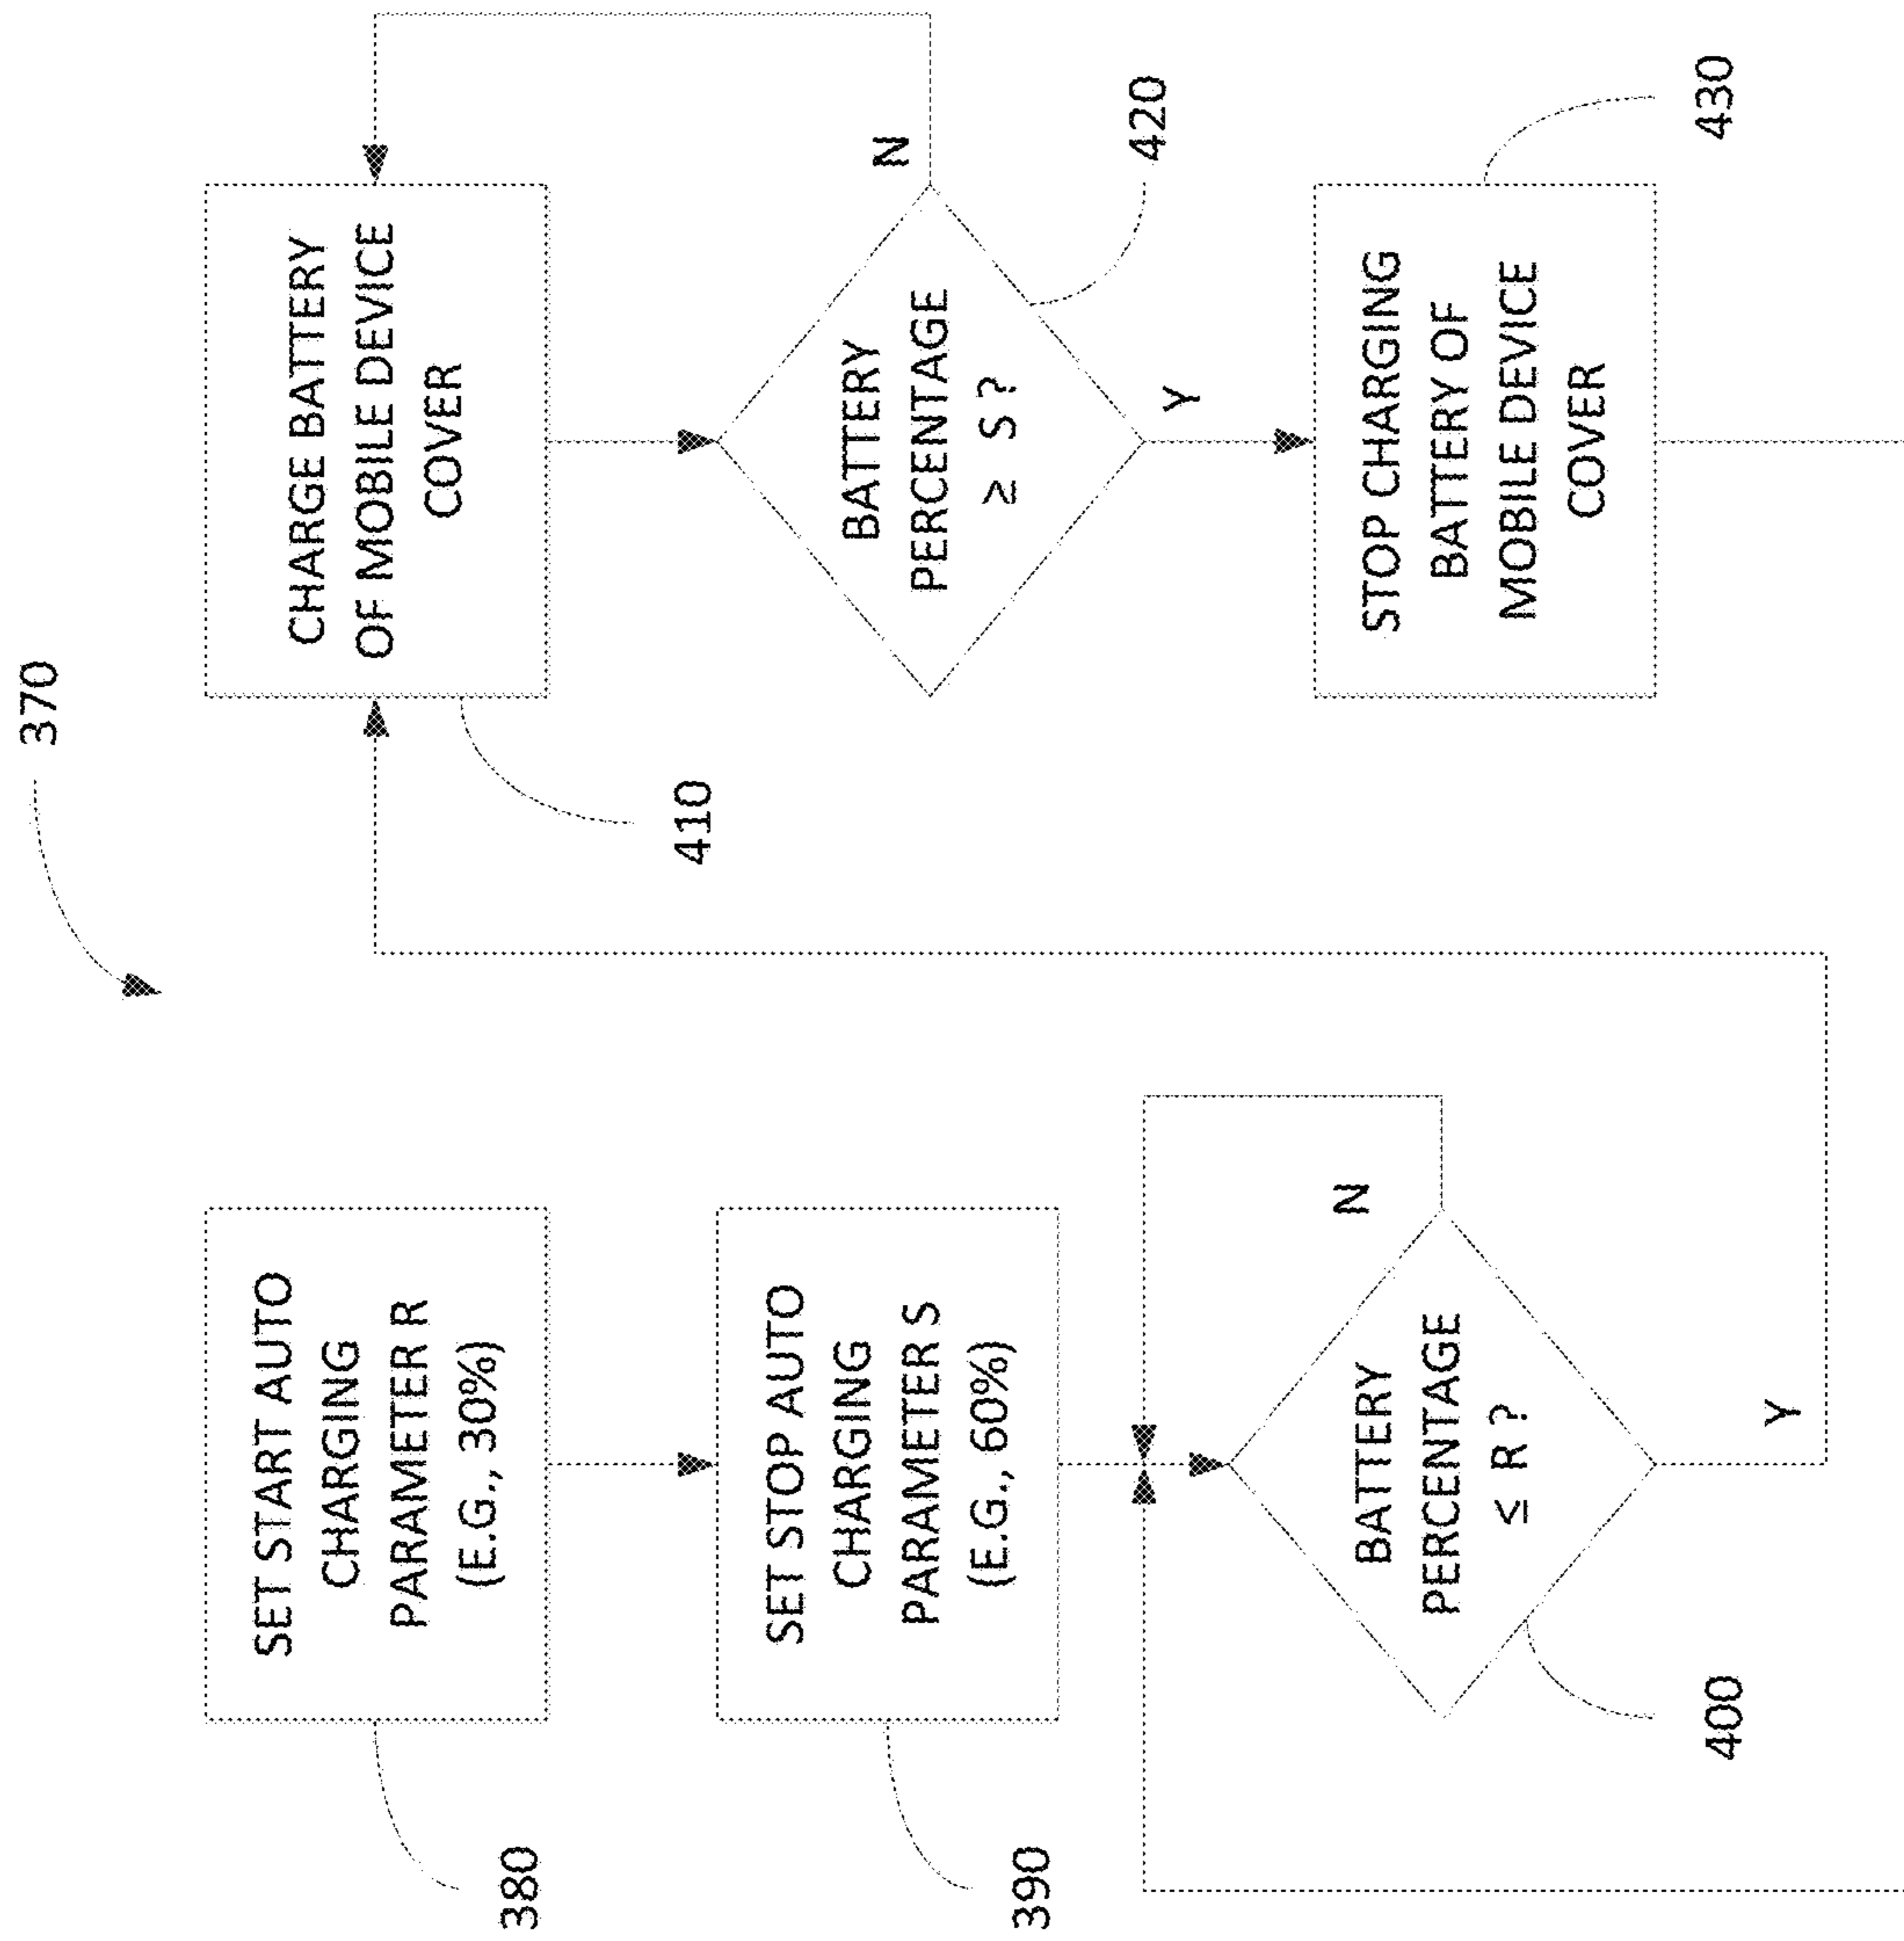 370
SET START AUTO
CHARGING
PARAMETER R
(E.G., 30%)
380
SET STOP AUTO
CHARGING
PARAMETER S
(E.G., 60%)
390
BATTERY
PERCENTAGE
≤ R ?
N
Y
400
CHARGE BATTERY
OF MOBILE DEVICE
COVER
410
BATTERY
PERCENTAGE
≥ S ?
N
Y
420
STOP CHARGING
BATTERY OF
MOBILE DEVICE
COVER
430